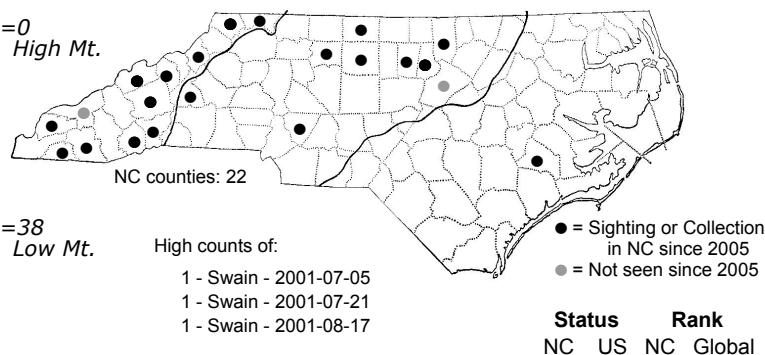 =0
High Mt.
NC counties: 22
=38
Low Mt.
High counts of:
1 - Swain - 2001-07-05
1 - Swain - 2001-07-21
1 - Swain - 2001-08-17
= Sighting or Collection
in NC since 2005
= Not seen since 2005
Status Rank
NC US NC Global